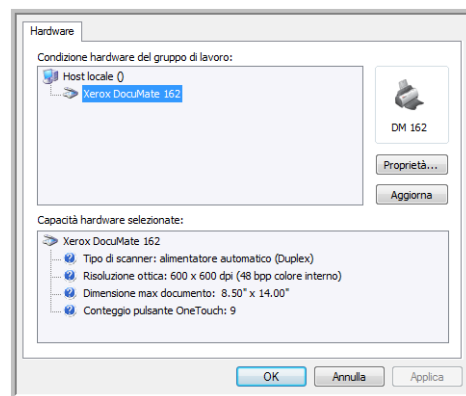 Hardware
Condizione hardware del gruppo di lavoro:
Host locale ()
Xerox DocuMate 162
DM 162
Proprietà...
Aggiorna
Capacità hardware selezionate:
Xerox DocuMate 162
Tipo di scanner: alimentatore automatico (Duplex)
Risoluzione ottica: 600 x 600 dpi (48 bpp colore interno)
Dimensione max documento: 8.50" x 14.00"
Conteggio pulsante OneTouch: 9
OK Annulla Applica